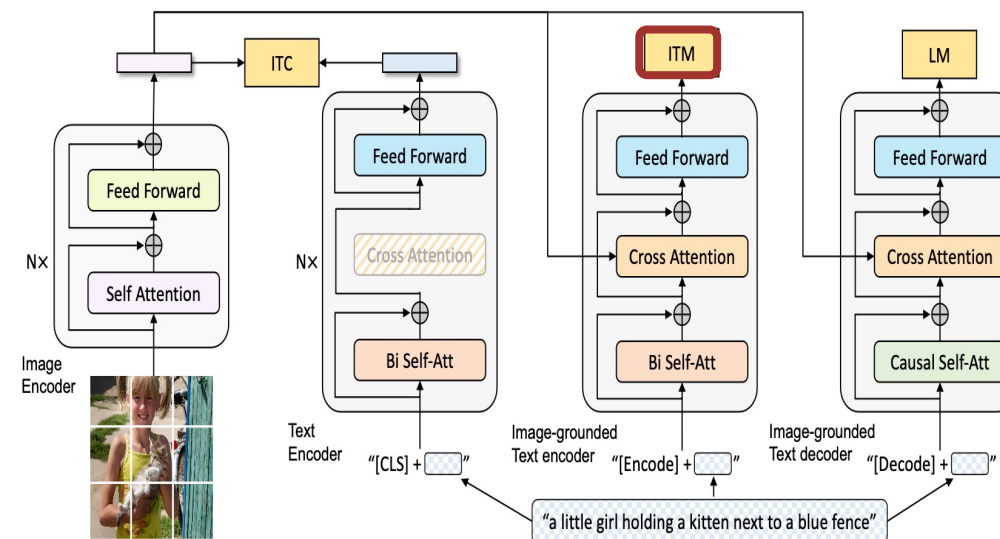 ITC
ITM
LM
Feed Forward
Self Attention
N×
Image
Encoder
Feed Forward
Cross Attention
Bi Self-Att
N×
Text
Encoder
"[CLS] + "
Feed Forward
Cross Attention
Bi Self-Att
Image-grounded
Text encoder
"[Encode] + "
Feed Forward
Cross Attention
Causal Self-Att
Image-grounded
Text decoder
"[Decode] + "
"a little girl holding a kitten next to a blue fence"